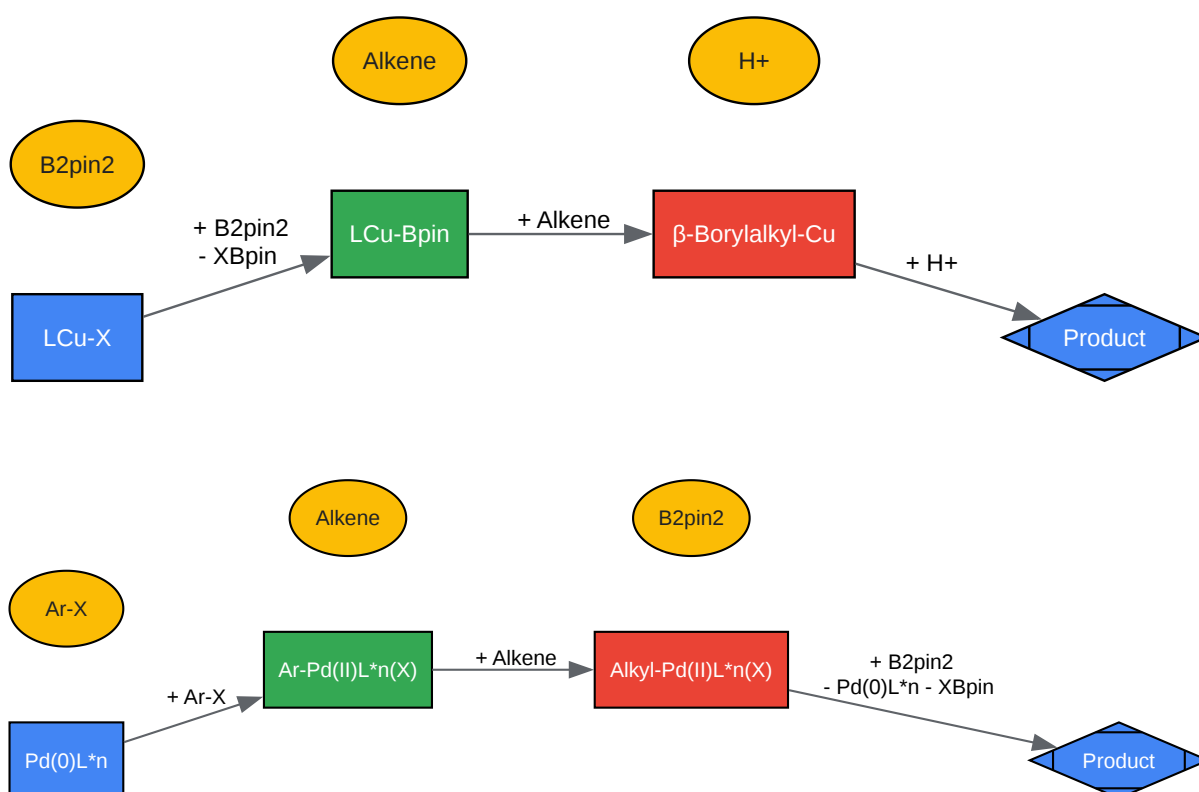 Alkene
H+
B2pin2
+ B2pin2
- XBpin
LCu-Bpin
+ Alkene
β-Borylalkyl-Cu
+ H+
LCu-X
Product
Alkene
B2pin2
Ar-X
+ Ar-X
Ar-Pd(II)L*n(X)
+ Alkene
Alkyl-Pd(II)L*n(X)
+ B2pin2
- Pd(0)L*n - XBpin
Pd(0)L*n
Product